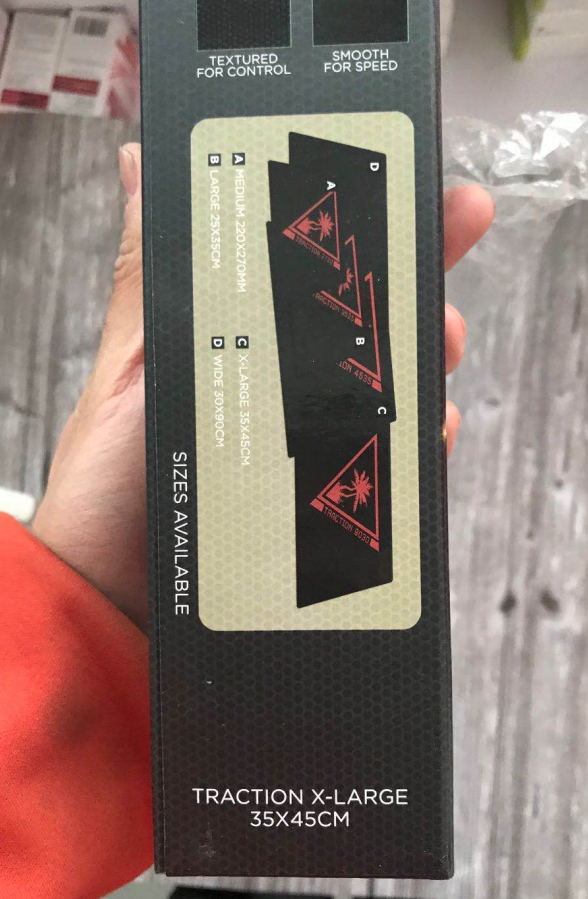 TEXTURED
FOR CONTROL
SMOOTH
FOR SPEED
A MEDIUM 220X270MM
B LARGE 25X35CM
C X-LARGE 35X45CM
D WIDE 30X90CM
D
A
B
C
TRACTION 9030
SIZES AVAILABLE
TRACTION X-LARGE
35X45CM